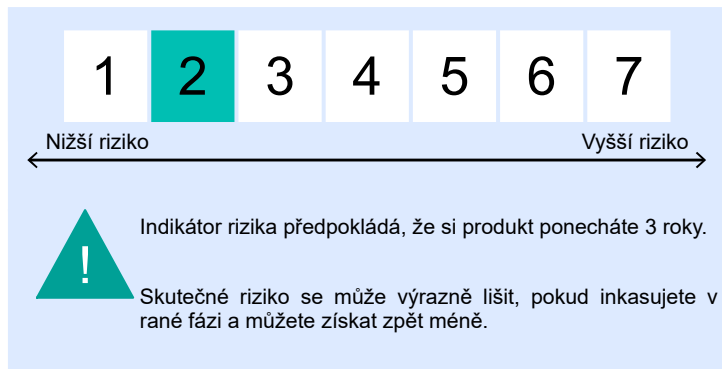 1 2 3 4 5 6 7
Nižší riziko Vyšší riziko
!
Indikátor rizika předpokládá, že si produkt ponecháte 3 roky.
Skutečné riziko se může výrazně lišit, pokud inkasujete v
rané fázi a můžete získat zpět méně.